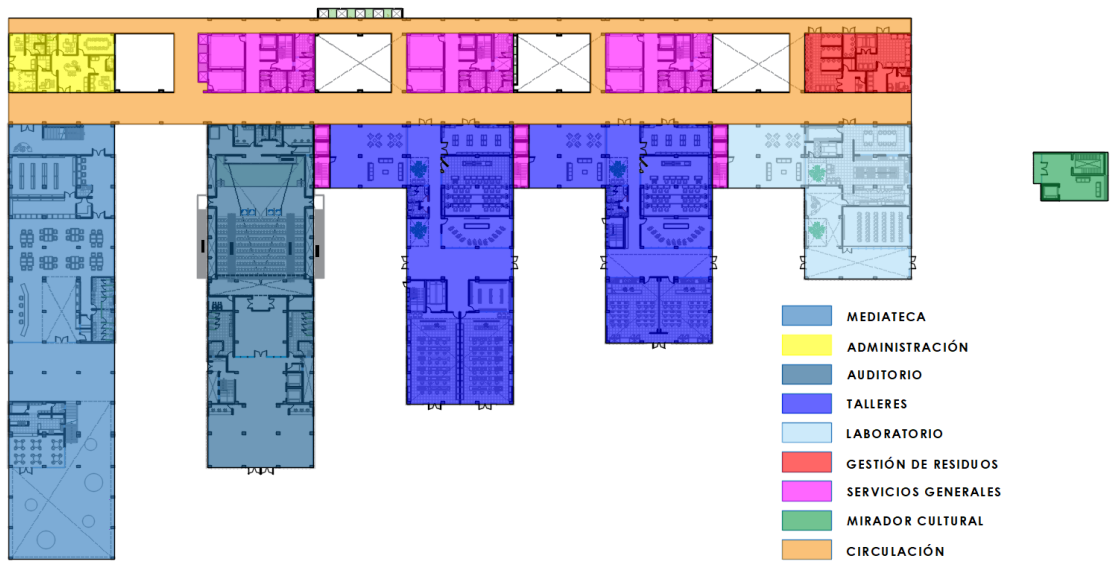 MEDIATECA
ADMINISTRACIÓN
AUDITORIO
TALLERES
LABORATORIO
GESTIÓN DE RESIDUOS
SERVICIOS GENERALES
MIRADOR CULTURAL
CIRCULACIÓN